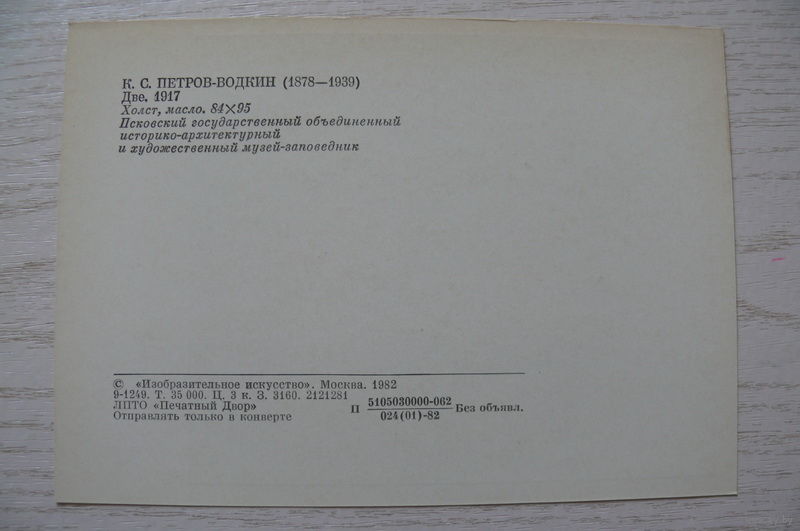 К. С. ПЕТРОВ-ВОДКИН (1878—1939)
Две. 1917
Холст, масло. 84×95
Псковский государственный объединенный
историко-архитектурный
и художественный музей-заповедник
© «Изобразительное искусство». Москва. 1982
9-1249. Т. 35 000. Ц. 3 к. З. 3160. 2121281
ЛПТО «Печатный Двор»
Отправлять только в конверте
П 5105030000-062 Без объявл.
024(01)-82